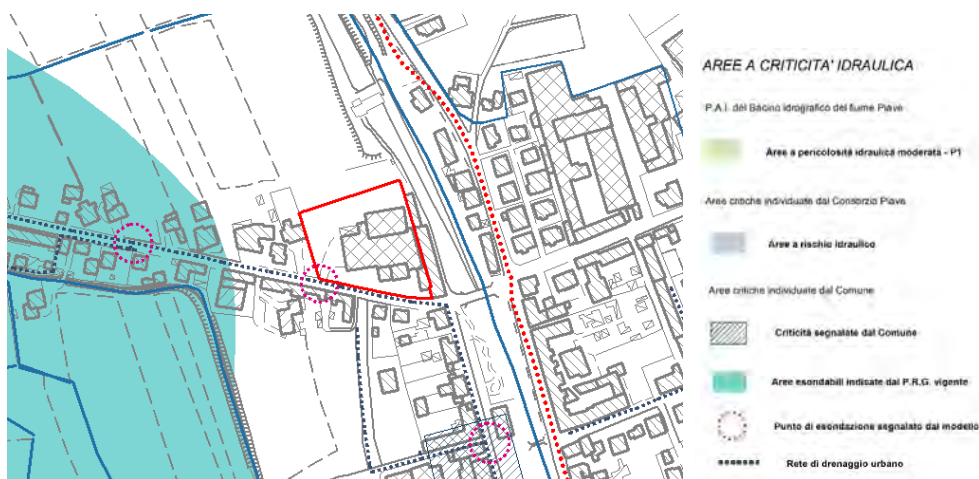 AREE A CRITICITA' IDRAULICA
P.A.I. del Bacino idrografico del fiume Piave
Aree a pericolosità idraulica moderata - P1
Aree critiche individuate dal Consorzio Piave
Aree a rischio idraulico
Aree critiche individuate dal Comune
Criticità segnalate dal Comune
Aree esondabili indicate dal P.R.G. vigente
Punto di esondazione segnalato dal modello
Rete di drenaggio urbano